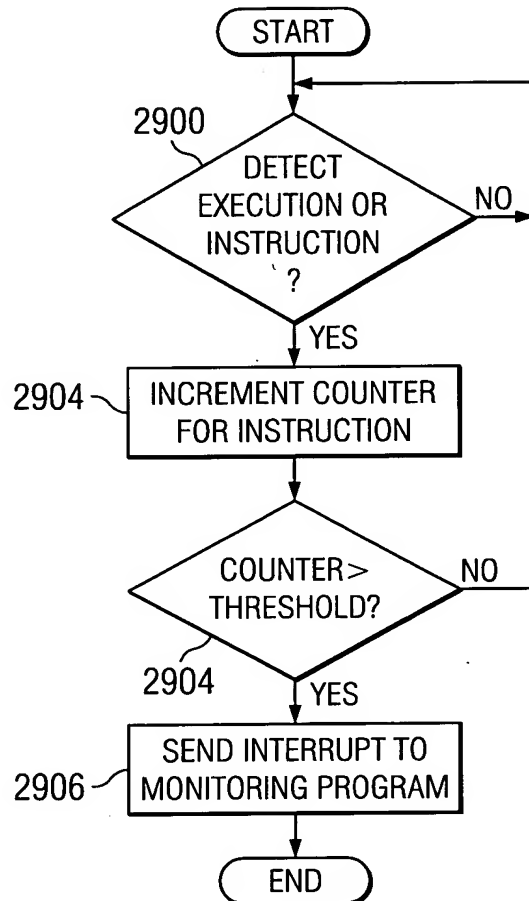 START
2900
DETECT
EXECUTION OR
INSTRUCTION
?
NO
YES
2904
INCREMENT COUNTER
FOR INSTRUCTION
COUNTER>
THRESHOLD?
NO
2904
YES
2906
SEND INTERRUPT TO
MONITORING PROGRAM
END